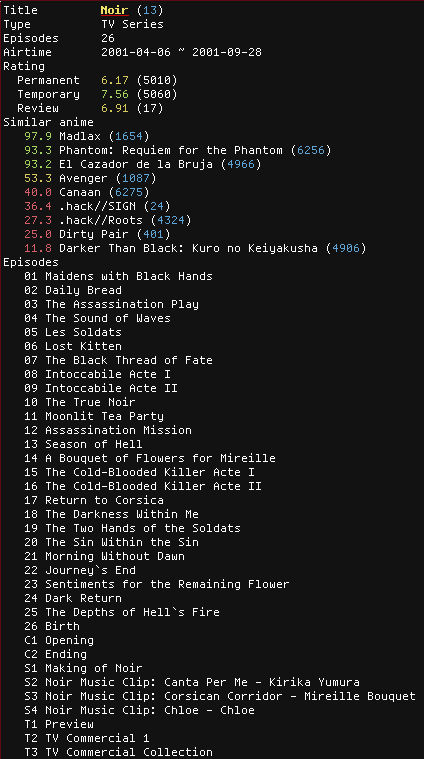 Title Noir (13)
Type TV Series
Episodes 26
Airtime 2001-04-06 ~ 2001-09-28
Rating
Permanent 6.17 (5010)
Temporary 7.56 (5060)
Review 6.91 (17)
Similar anime
97.9 Madlax (1654)
93.3 Phantom: Requiem for the Phantom (6256)
93.2 El Cazador de la Bruja (4966)
53.3 Avenger (1087)
40.0 Canaan (6275)
36.4 .hack//SIGN (24)
27.3 .hack//Roots (4324)
25.0 Dirty Pair (401)
11.8 Darker Than Black: Kuro no Keiyakusha (4906)
Episodes
01 Maidens with Black Hands
02 Daily Bread
03 The Assassination Play
04 The Sound of Waves
05 Les Soldats
06 Lost Kitten
07 The Black Thread of Fate
08 Intoccabile Acte I
09 Intoccabile Acte II
10 The True Noir
11 Moonlit Tea Party
12 Assassination Mission
13 Season of Hell
14 A Bouquet of Flowers for Mireille
15 The Cold-Blooded Killer Acte I
16 The Cold-Blooded Killer Acte II
17 Return to Corsica
18 The Darkness Within Me
19 The Two Hands of the Soldats
20 The Sin Within the Sin
21 Morning Without Dawn
22 Journey`s End
23 Sentiments for the Remaining Flower
24 Dark Return
25 The Depths of Hell`s Fire
26 Birth
C1 Opening
C2 Ending
S1 Making of Noir
S2 Noir Music Clip: Canta Per Me - Kirika Yumura
S3 Noir Music Clip: Corsican Corridor - Mireille Bouquet
S4 Noir Music Clip: Chloe - Chloe
T1 Preview
T2 TV Commercial 1
T3 TV Commercial Collection